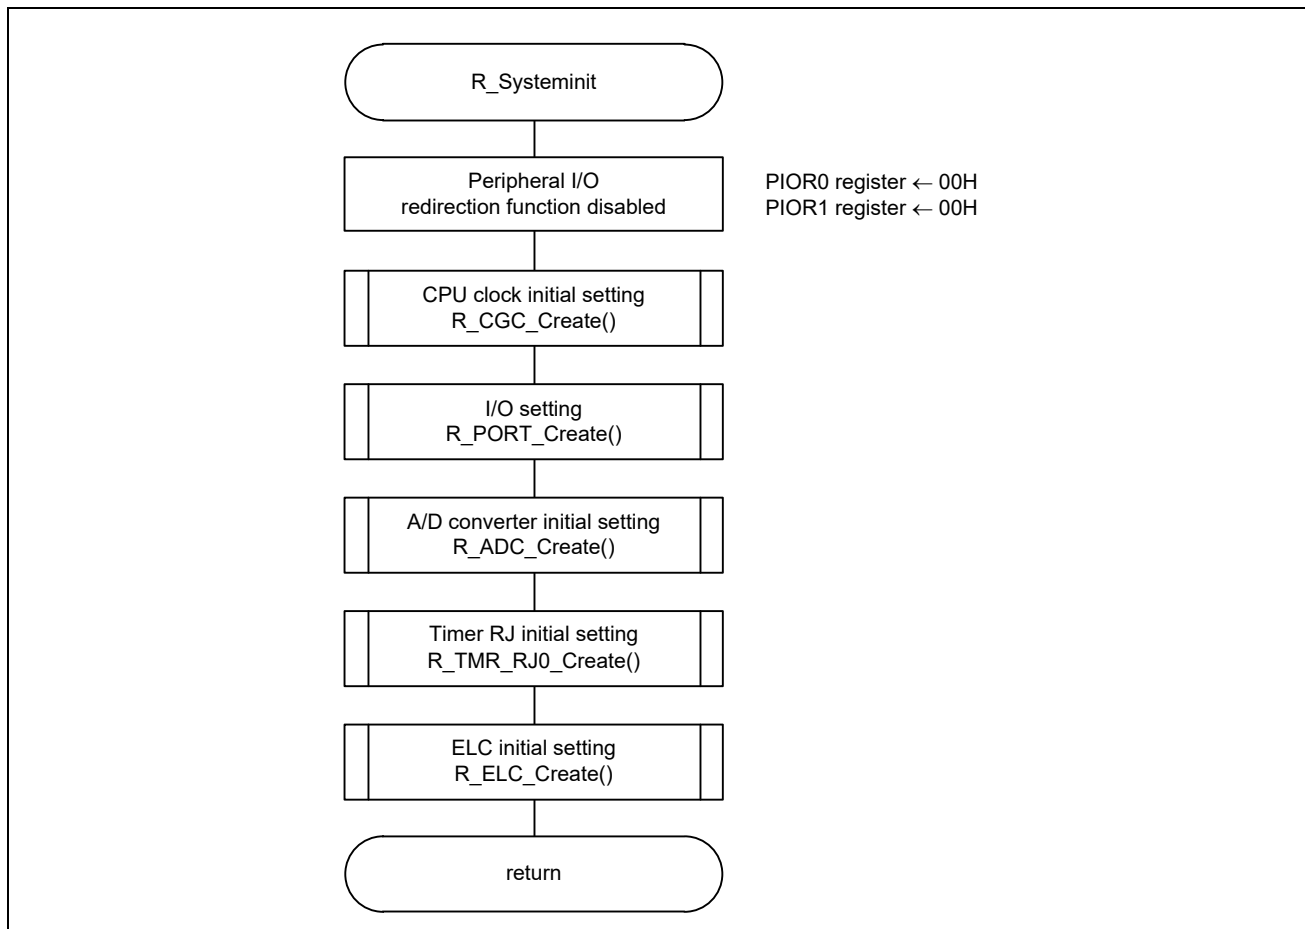 R_Systeminit
Peripheral I/O
redirection function disabled
PIOR0 register ← 00H
PIOR1 register ← 00H
CPU clock initial setting
R_CGC_Create()
I/O setting
R_PORT_Create()
A/D converter initial setting
R_ADC_Create()
Timer RJ initial setting
R_TMR_RJ0_Create()
ELC initial setting
R_ELC_Create()
return